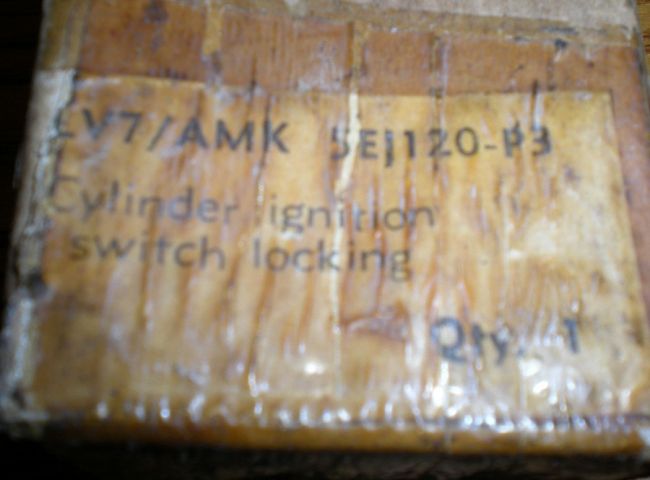 LV7/AMK 5EJ120-P3
Cylinder ignition
switch locking
Qty. 1